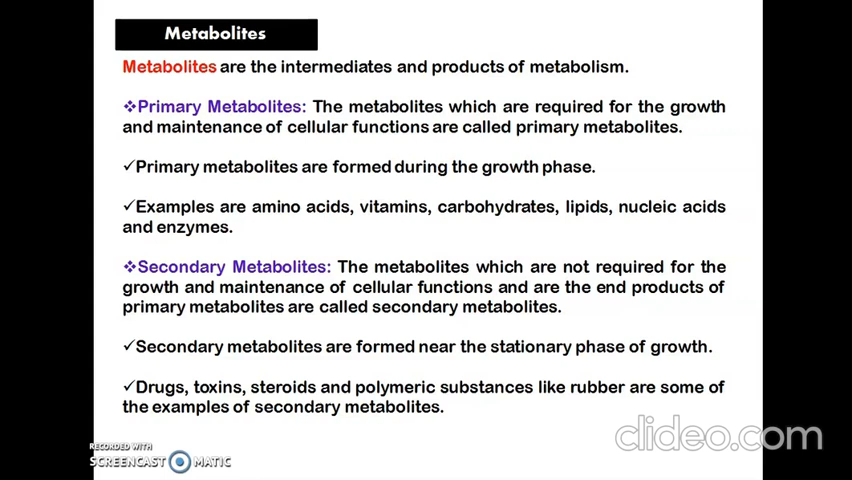 Metabolites
Metabolites are the intermediates and products of metabolism.
❖Primary Metabolites: The metabolites which are required for the growth
and maintenance of cellular functions are called primary metabolites.
✓Primary metabolites are formed during the growth phase.
✓Examples are amino acids, vitamins, carbohydrates, lipids, nucleic acids
and enzymes.
❖Secondary Metabolites: The metabolites which are not required for the
growth and maintenance of cellular functions and are the end products of
primary metabolites are called secondary metabolites.
✓Secondary metabolites are formed near the stationary phase of growth.
✓Drugs, toxins, steroids and polymeric substances like rubber are some of
the examples of secondary metabolites.
clideo.com
RECORDED WITH
SCREENCAST MATIC